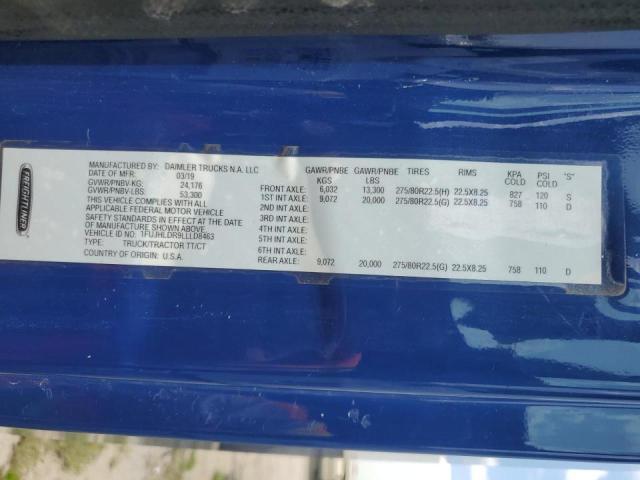 FREIGHTLINER
MANUFACTURED BY: DAIMLER TRUCKS N.A. LLC
DATE OF MFR: 03/19
GVWR/PNBV-KG: 24,176
GVWR/PNBV-LBS: 53,300
THIS VEHICLE CONFORMS TO ALL
APPLICABLE FEDERAL MOTOR VEHICLE
SAFETY STANDARDS IN EFFECT AT THE DATE
OF MANUFACTURE SHOWN ABOVE.
VEHICLE ID: 1FUJHLDR9LLLD8463
TYPE: TRUCK/TRACTOR TT/CT
COUNTRY OF ORIGIN: U.S.A.
GAWR/PNBE KGS GAWR/PNBE LBS TIRES RIMS KPA COLD PSI COLD "S"
FRONT AXLE: 6,032 13,300 275/80R22.5(H) 22.5X8.25 827 120 S
1ST INT AXLE: 9,072 20,000 275/80R22.5(G) 22.5X8.25 758 110 D
2ND INT AXLE:
3RD INT AXLE:
4TH INT AXLE:
5TH INT AXLE:
6TH INT AXLE:
REAR AXLE: 9,072 20,000 275/80R22.5(G) 22.5X8.25 758 110 D